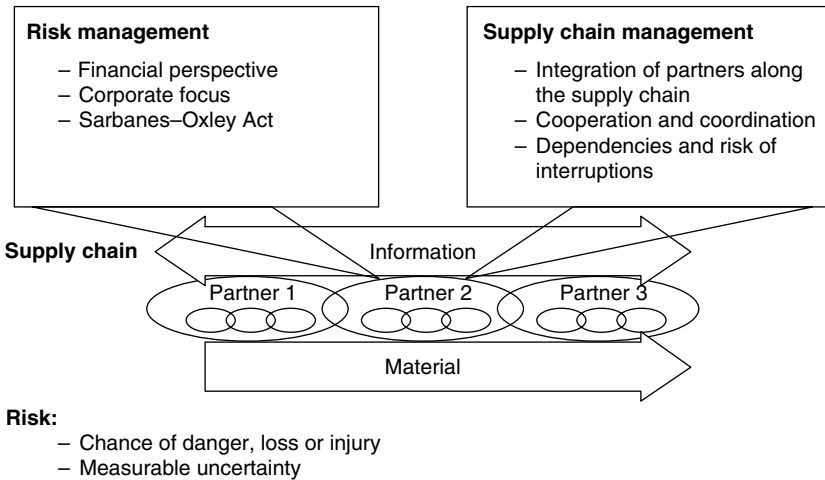 Risk management
– Financial perspective
– Corporate focus
– Sarbanes–Oxley Act
Supply chain management
– Integration of partners along
the supply chain
– Cooperation and coordination
– Dependencies and risk of
interruptions
Supply chain
Information
Partner 1
Partner 2
Partner 3
Material
Risk:
– Chance of danger, loss or injury
– Measurable uncertainty